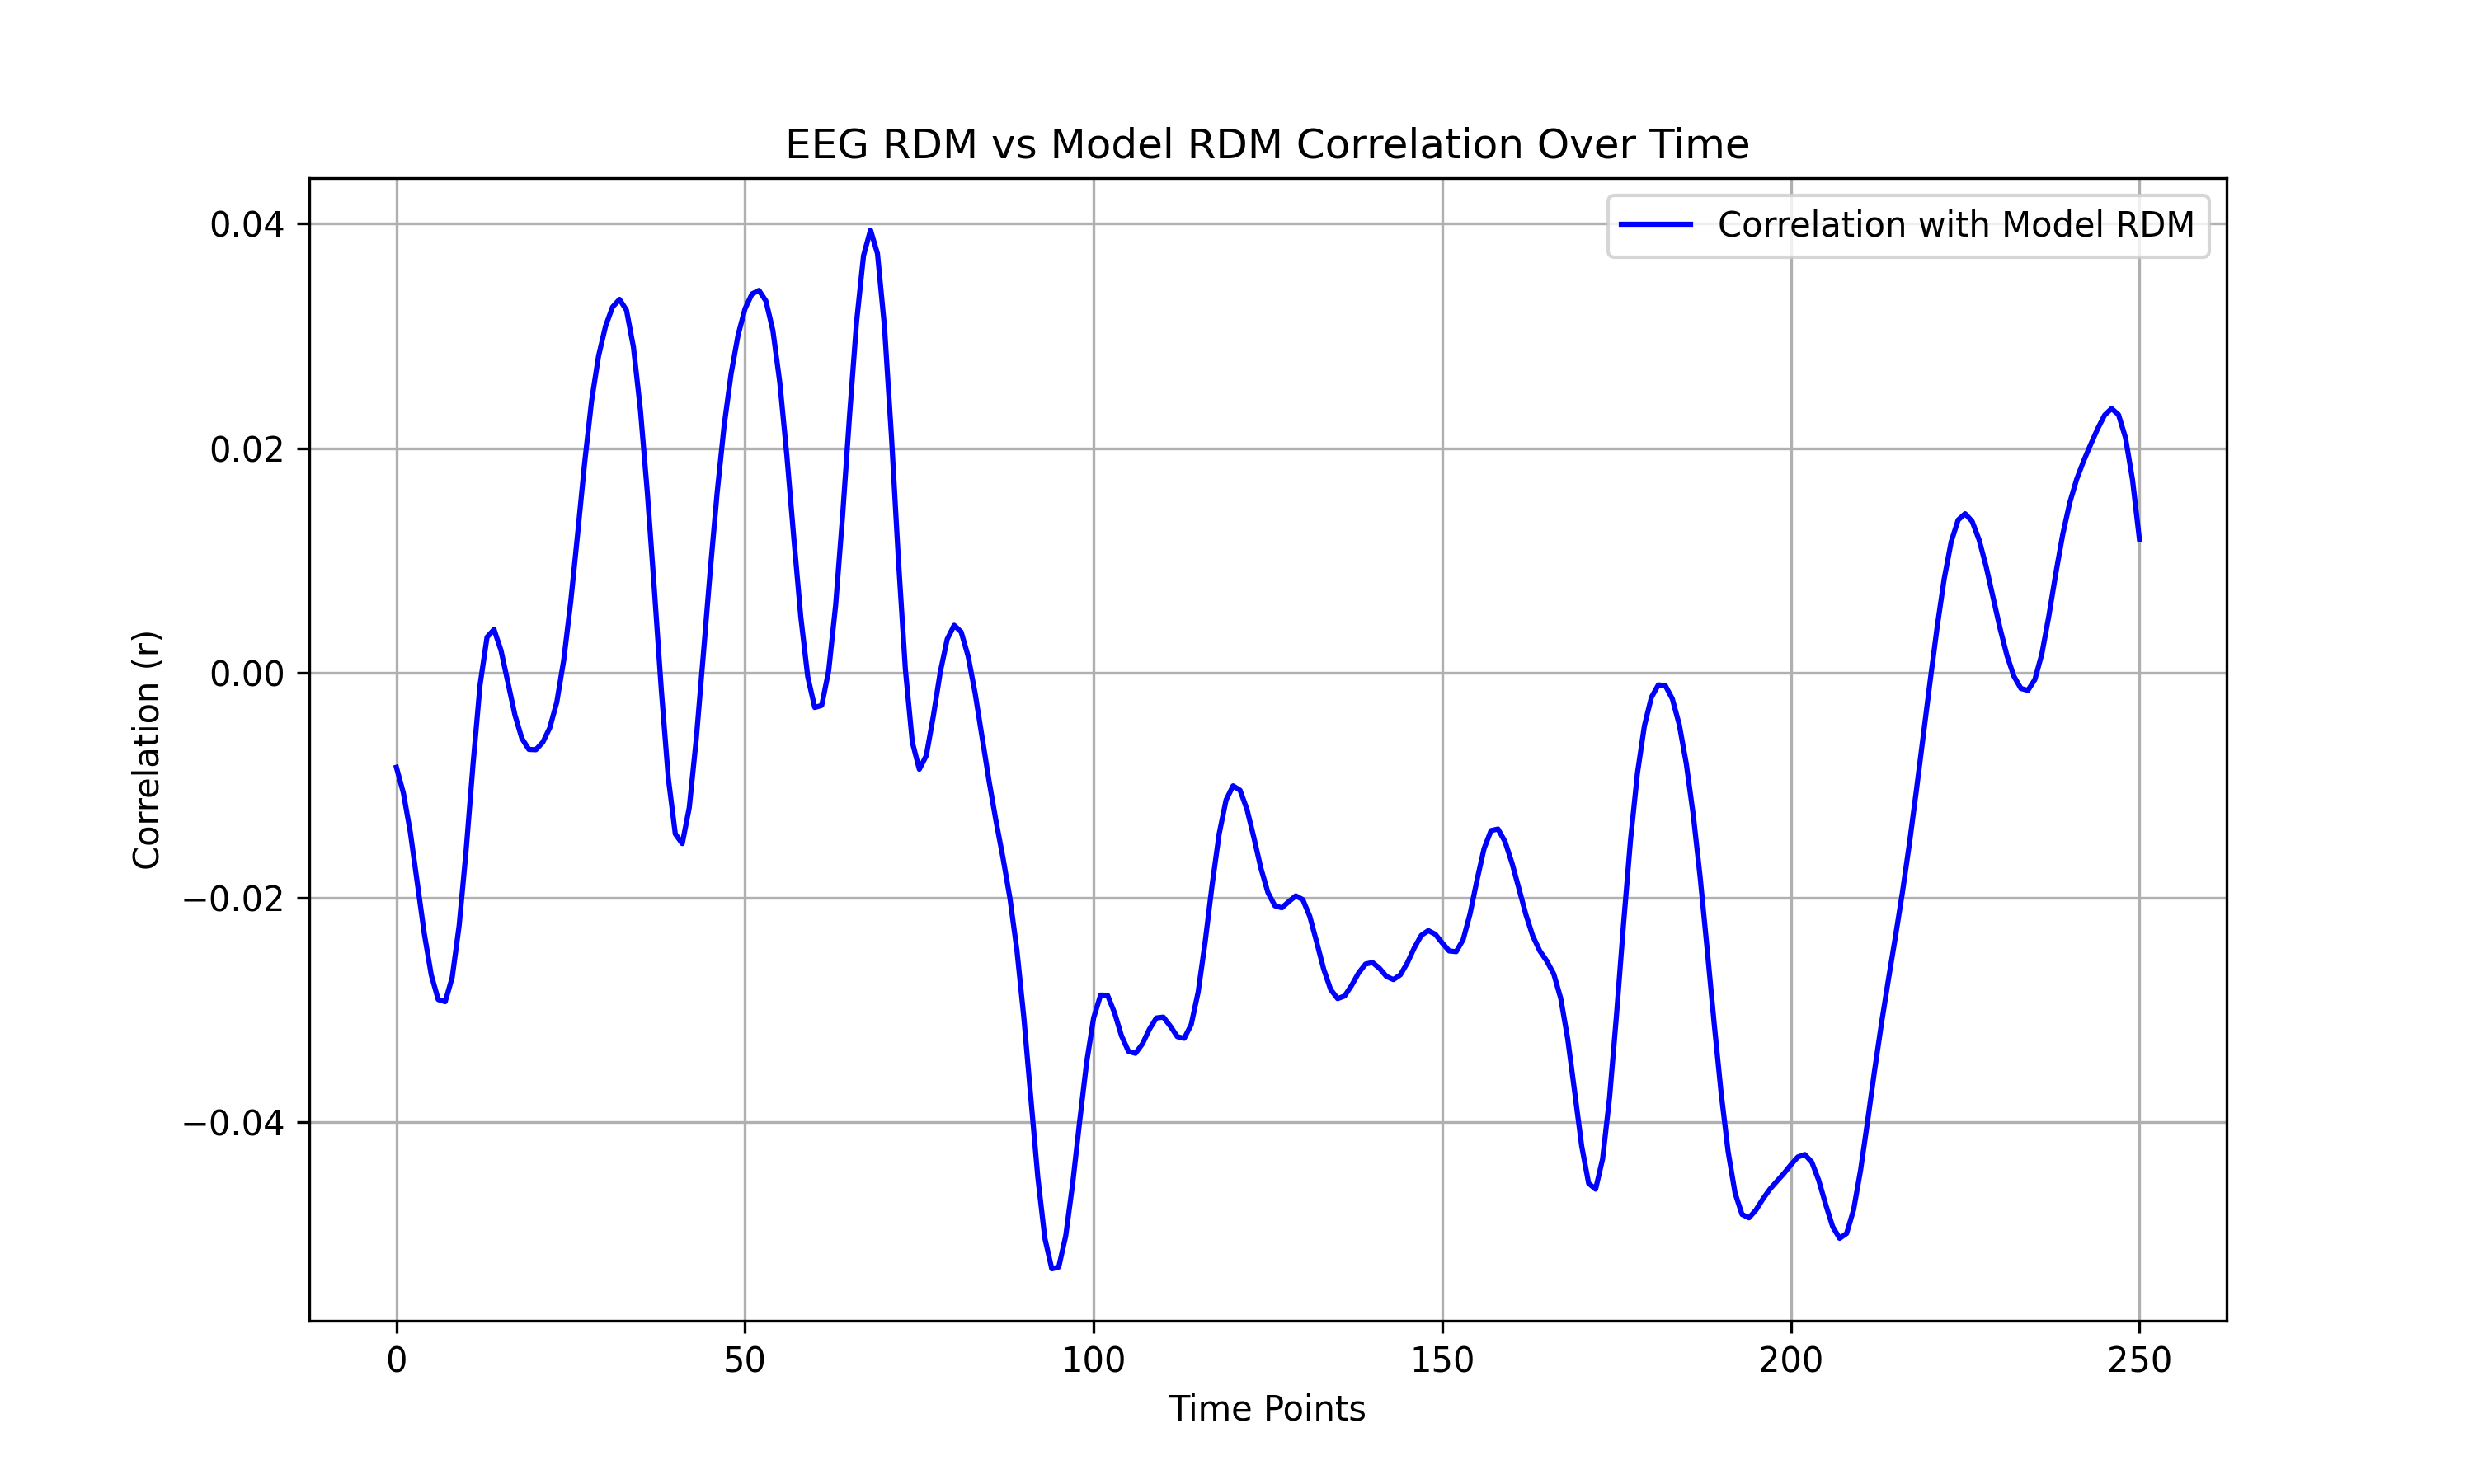 EEG RDM vs Model RDM Correlation Over Time
Correlation with Model RDM
Correlation (r)
0.04
0.02
0.00
−0.02
−0.04
0 50 100 150 200 250
Time Points